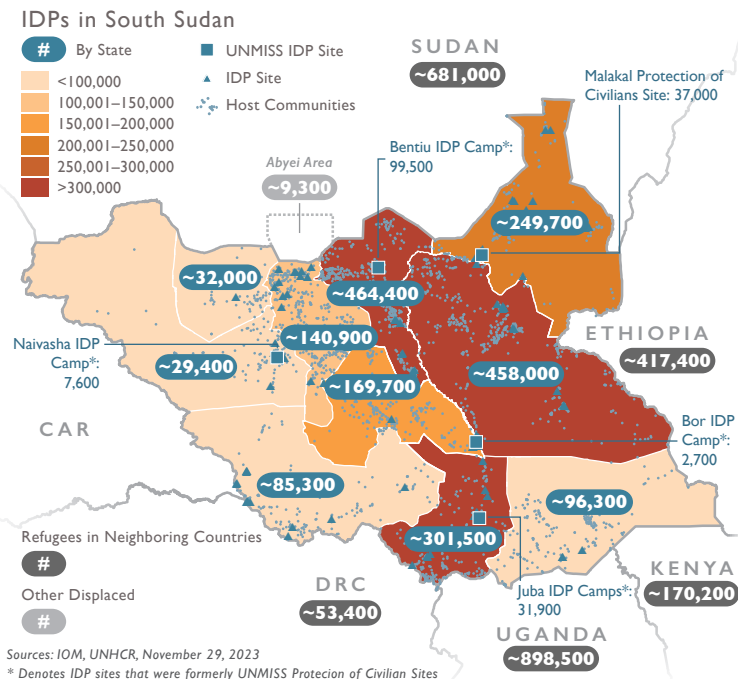 IDPs in South Sudan
# By State
<100,000
100,001–150,000
150,001–200,000
200,001–250,000
250,001–300,000
>300,000
UNMISS IDP Site
IDP Site
Host Communities
SUDAN
~681,000
Malakal Protection of
Civilians Site: 37,000
Bentiu IDP Camp*:
99,500
Abyei Area
~9,300
~249,700
~32,000
~464,400
~140,900
ETHIOPIA
~417,400
Naivasha IDP
Camp*:
7,600
~29,400
~169,700
~458,000
CAR
Bor IDP
Camp*:
2,700
~85,300
~96,300
~301,500
Refugees in Neighboring Countries
#
Other Displaced
#
DRC
~53,400
Juba IDP Camps*:
31,900
KENYA
~170,200
UGANDA
~898,500
Sources: IOM, UNHCR, November 29, 2023
* Denotes IDP sites that were formerly UNMISS Protecion of Civilian Sites